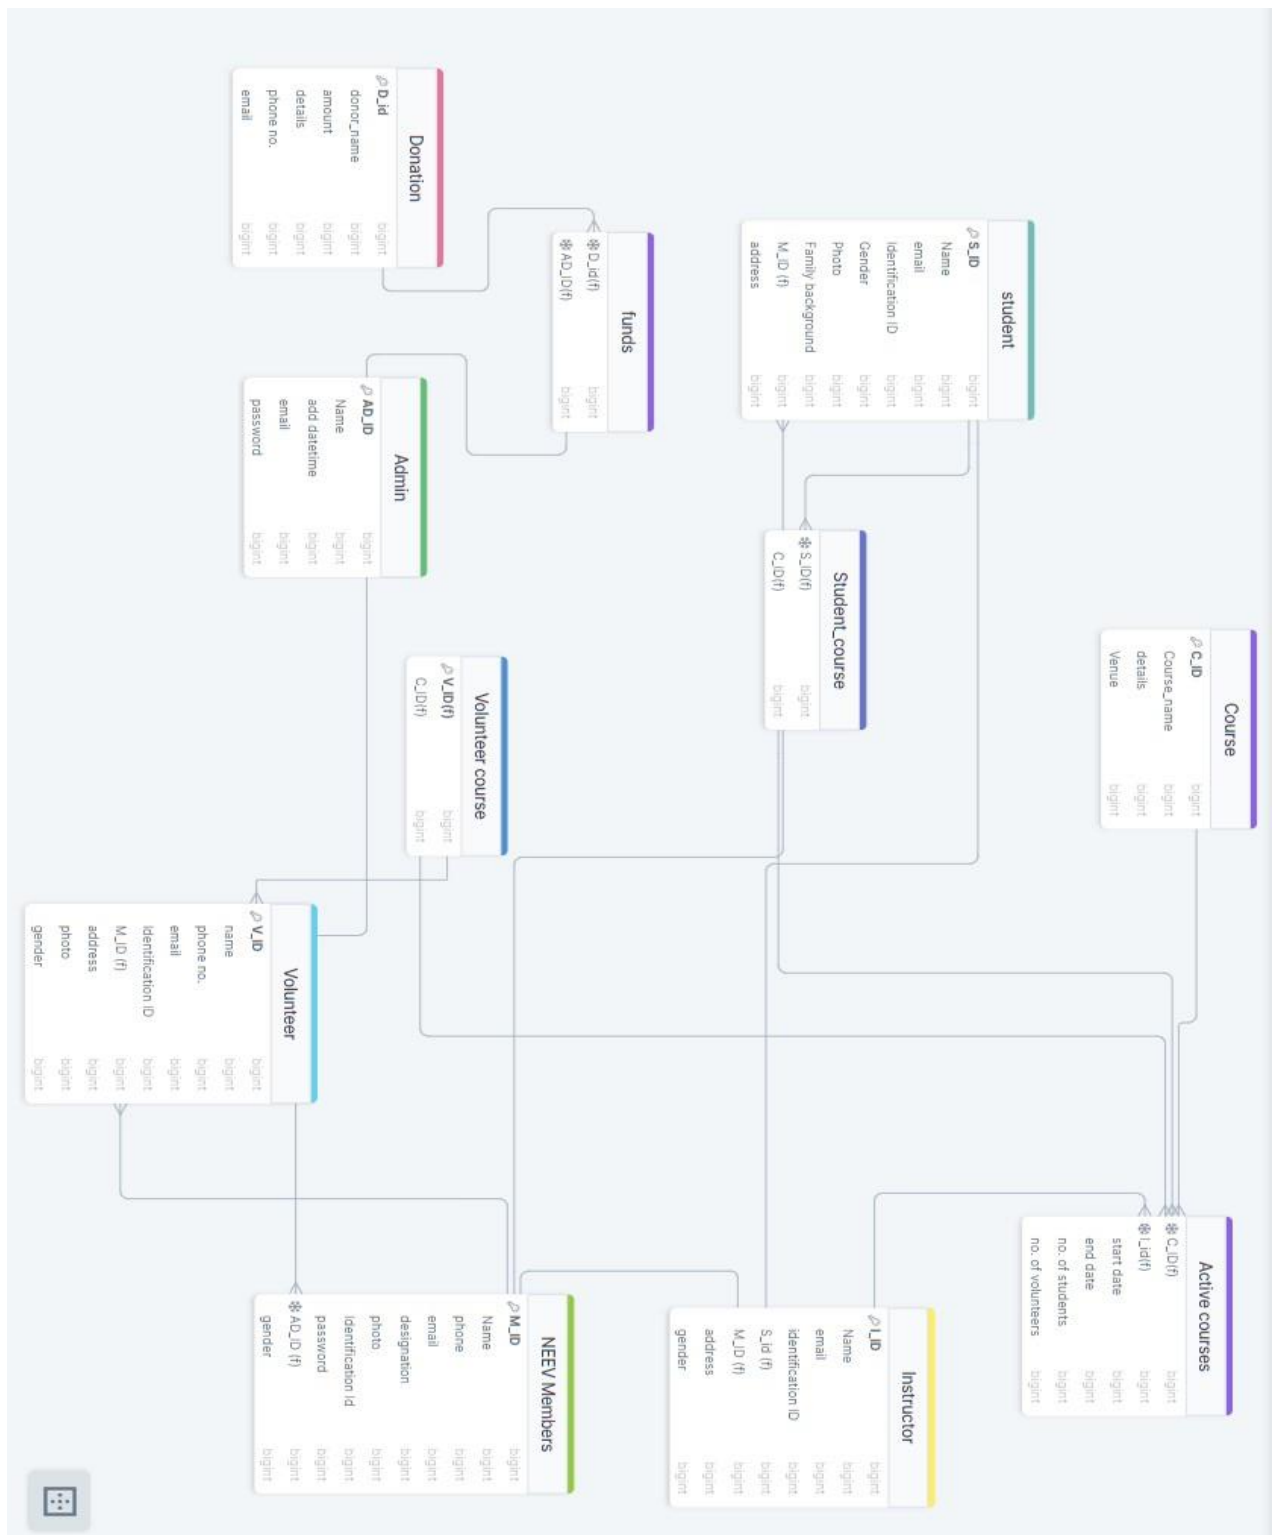 Donation
D_id bigint
donor_name bigint
amount bigint
details bigint
phone no. bigint
email bigint
funds
D_id(f) bigint
AD_ID(f) bigint
student
S_ID bigint
Name bigint
email bigint
Identification ID bigint
Gender bigint
Photo bigint
Family background bigint
M_ID (f) bigint
address bigint
Admin
AD_ID bigint
Name bigint
add datetime bigint
email bigint
password bigint
Student_course
S_ID(f) bigint
C_ID(f) bigint
Course
C_ID bigint
Course_name bigint
details bigint
Venue bigint
Volunteer course
V_ID(f) bigint
C_ID(f) bigint
Volunteer
V_ID bigint
name bigint
phone no. bigint
email bigint
identification ID bigint
M_ID (f) bigint
address bigint
photo bigint
gender bigint
Active courses
C_ID(f) bigint
I_id(f) bigint
start date bigint
end date bigint
no. of students bigint
no. of volunteers bigint
NEEV Members
M_ID bigint
Name bigint
phone bigint
email bigint
designation bigint
photo bigint
Identification Id bigint
password bigint
AD_ID (f) bigint
gender bigint
Instructor
I_ID bigint
Name bigint
email bigint
identification ID bigint
S_id (f) bigint
M_ID (f) bigint
address bigint
gender bigint